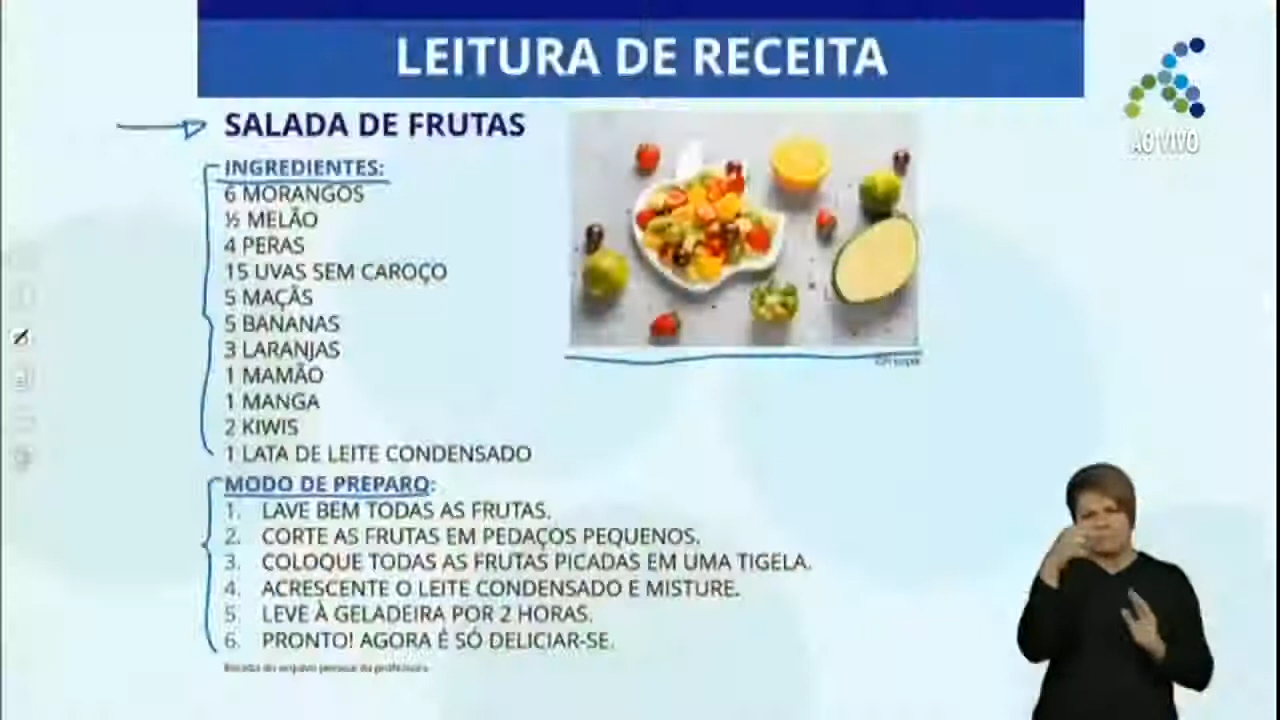 LEITURA DE RECEITA
AO VIVO
SALADA DE FRUTAS
INGREDIENTES:
6 MORANGOS
½ MELÃO
4 PERAS
15 UVAS SEM CAROÇO
5 MAÇÃS
5 BANANAS
3 LARANJAS
1 MAMÃO
1 MANGA
2 KIWIS
1 LATA DE LEITE CONDENSADO
MODO DE PREPARO:
1. LAVE BEM TODAS AS FRUTAS.
2. CORTE AS FRUTAS EM PEDAÇOS PEQUENOS.
3. COLOQUE TODAS AS FRUTAS PICADAS EM UMA TIGELA.
4. ACRESCENTE O LEITE CONDENSADO E MISTURE.
5. LEVE À GELADEIRA POR 2 HORAS.
6. PRONTO! AGORA É SÓ DELICIAR-SE.